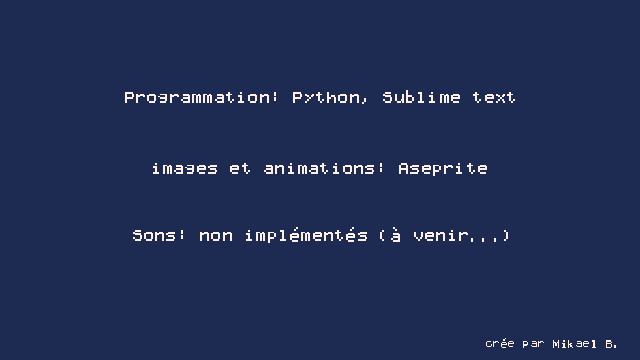 Programmation: Python, Sublime text
images et animations: Aseprite
Sons: non implémentés (à venir...)
crée par Mikael B.